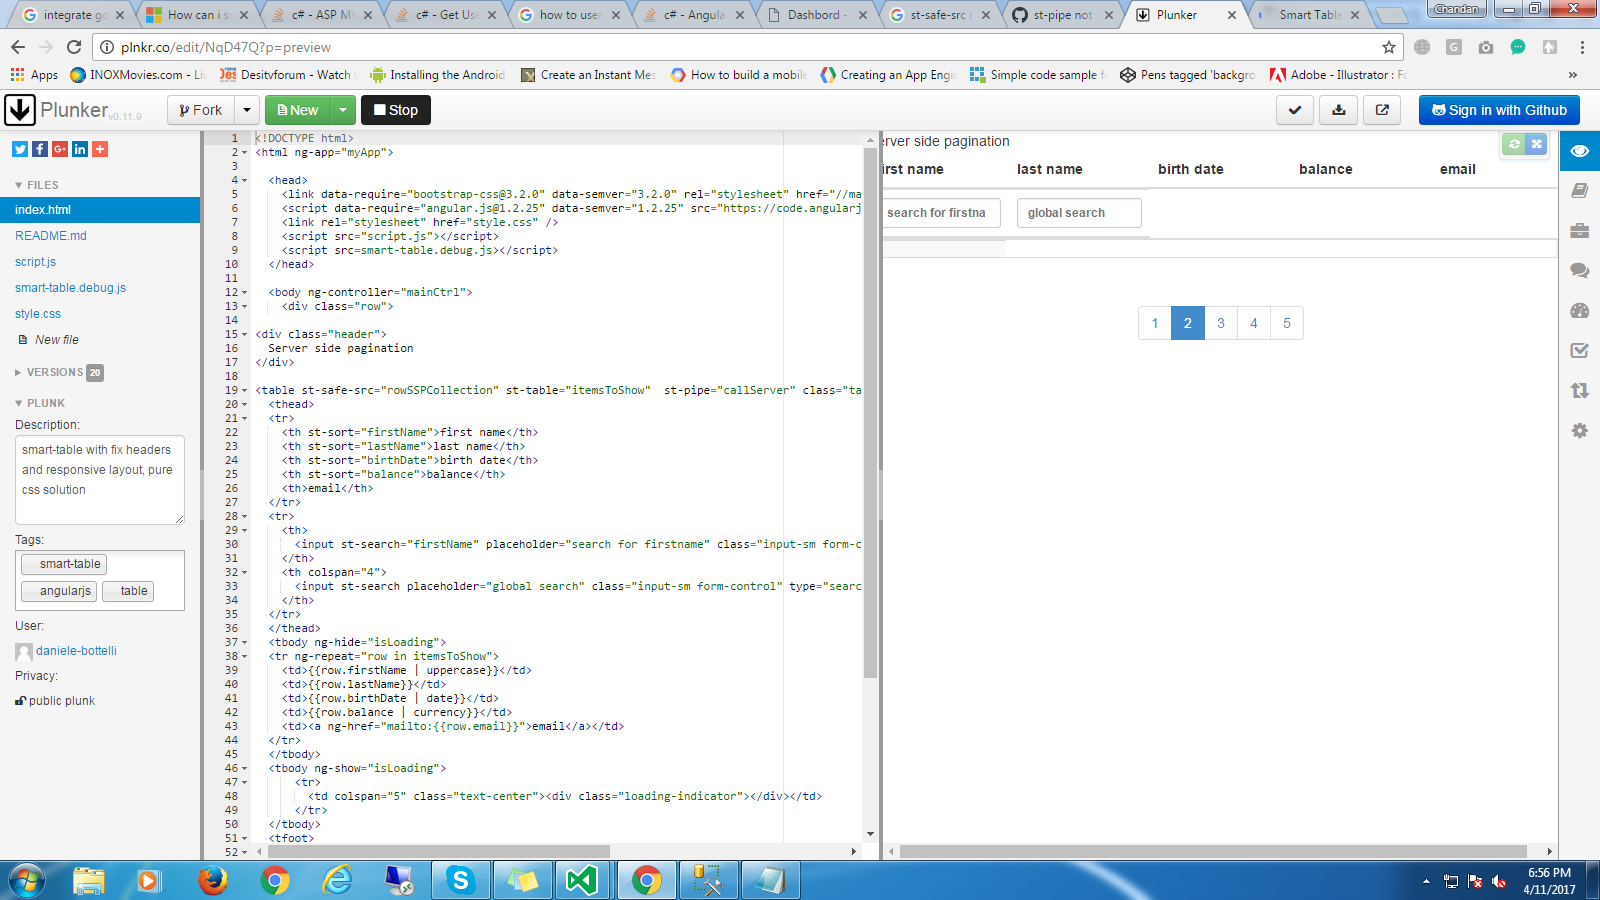 integrate go
How can i s
c# - ASP M
c# - Get Use
how to user
c# - Angula
Dashbord -
st-safe-src r
st-pipe not
Plunker
Smart Table
Chandan
plnkr.co/edit/NqD47Q?p=preview
Apps
INOXMovies.com - Li
Desitvforum - Watch
Installing the Android
Create an Instant Mes
How to build a mobile
Creating an App Engi
Simple code sample f
Pens tagged 'backgro
Adobe - Illustrator : Fo
Plunker v0.11.9
Fork
New
Stop
Sign in with Github
FILES
index.html
README.md
script.js
smart-table.debug.js
style.css
New file
VERSIONS 20
PLUNK
Description:
smart-table with fix headers
and responsive layout, pure
css solution
Tags:
smart-table
angularjs
table
User:
daniele-bottelli
Privacy:
public plunk
1 <!DOCTYPE html>
2 <html ng-app="myApp">
3
4 <head>
5 <link data-require="bootstrap-css@3.2.0" data-semver="3.2.0" rel="stylesheet" href="//ma
6 <script data-require="angular.js@1.2.25" data-semver="1.2.25" src="https://code.angularj
7 <link rel="stylesheet" href="style.css" />
8 <script src="script.js"></script>
9 <script src=smart-table.debug.js></script>
10 </head>
11
12 <body ng-controller="mainCtrl">
13 <div class="row">
14
15 <div class="header">
16 Server side pagination
17 </div>
18
19 <table st-safe-src="rowSSPCollection" st-table="itemsToShow"  st-pipe="callServer" class="ta
20 <thead>
21 <tr>
22 <th st-sort="firstName">first name</th>
23 <th st-sort="lastName">last name</th>
24 <th st-sort="birthDate">birth date</th>
25 <th st-sort="balance">balance</th>
26 <th>email</th>
27 </tr>
28 <tr>
29 <th>
30 <input st-search="firstName" placeholder="search for firstname" class="input-sm form-c
31 </th>
32 <th colspan="4">
33 <input st-search placeholder="global search" class="input-sm form-control" type="searc
34 </th>
35 </tr>
36 </thead>
37 <tbody ng-hide="isLoading">
38 <tr ng-repeat="row in itemsToShow">
39 <td>{{row.firstName | uppercase}}</td>
40 <td>{{row.lastName}}</td>
41 <td>{{row.birthDate | date}}</td>
42 <td>{{row.balance | currency}}</td>
43 <td><a ng-href="mailto:{{row.email}}">email</a></td>
44 </tr>
45 </tbody>
46 <tbody ng-show="isLoading">
47 <tr>
48 <td colspan="5" class="text-center"><div class="loading-indicator"></div></td>
49 </tr>
50 </tbody>
51 <tfoot>
52
erver side pagination
irst name last name birth date balance email
search for firstna global search
1 2 3 4 5
6:56 PM
4/11/2017